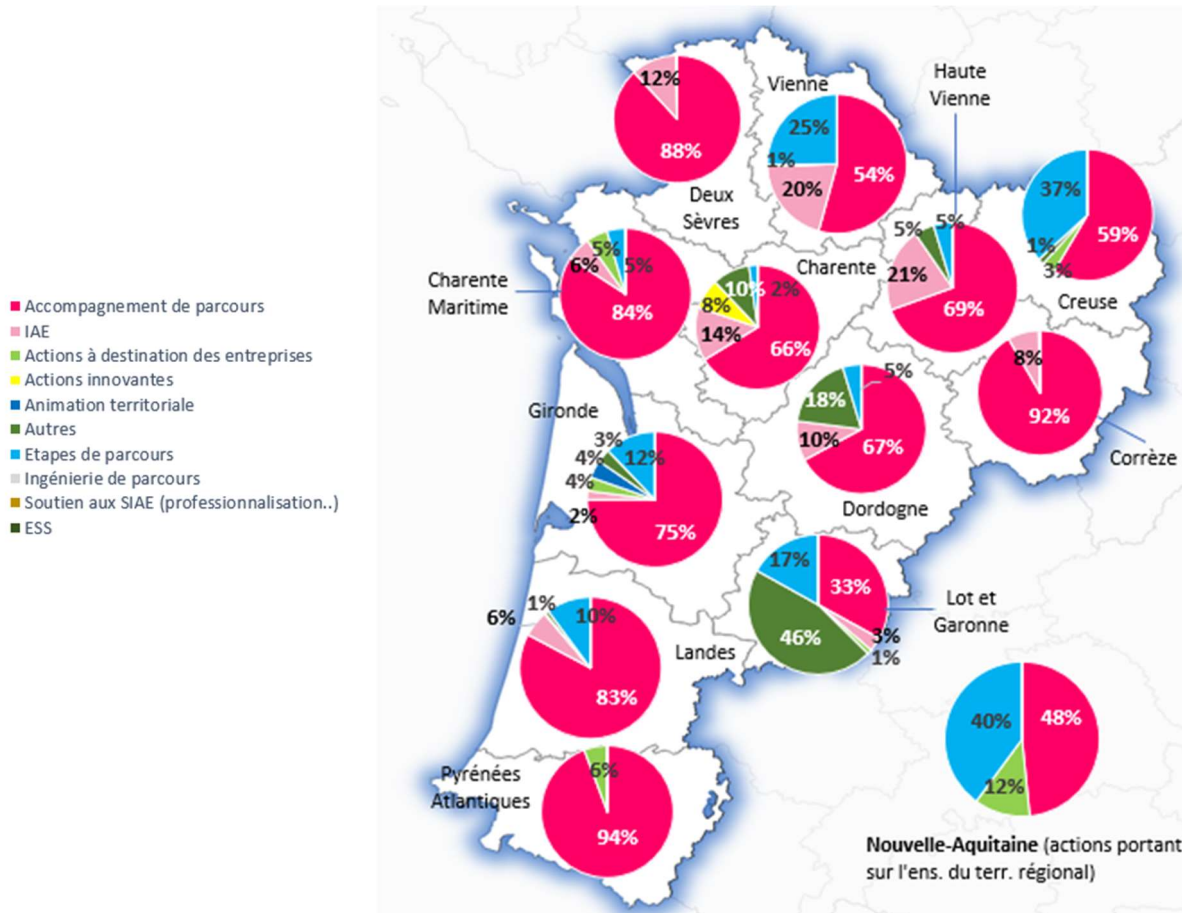 Accompagnement de parcours
IAE
Actions à destination des entreprises
Actions innovantes
Animation territoriale
Autres
Etapes de parcours
Ingénierie de parcours
Soutien aux SIAE (professionnalisation..)
ESS
12%
88%
Deux
Sèvres
Vienne
25%
1%
20%
54%
Haute
Vienne
5%
5%
21%
69%
37%
1%
3%
59%
Creuse
Charente
Maritime
5%
5%
6%
84%
Charente
10%
2%
8%
14%
66%
8%
92%
Corrèze
5%
18%
10%
67%
Dordogne
Gironde
3%
12%
4%
4%
2%
75%
17%
33%
46%
3%
1%
Lot et
Garonne
1%
10%
6%
83%
Landes
Pyrénées
Atlantiques
6%
94%
40%
48%
12%
Nouvelle-Aquitaine (actions portant
sur l'ens. du terr. régional)